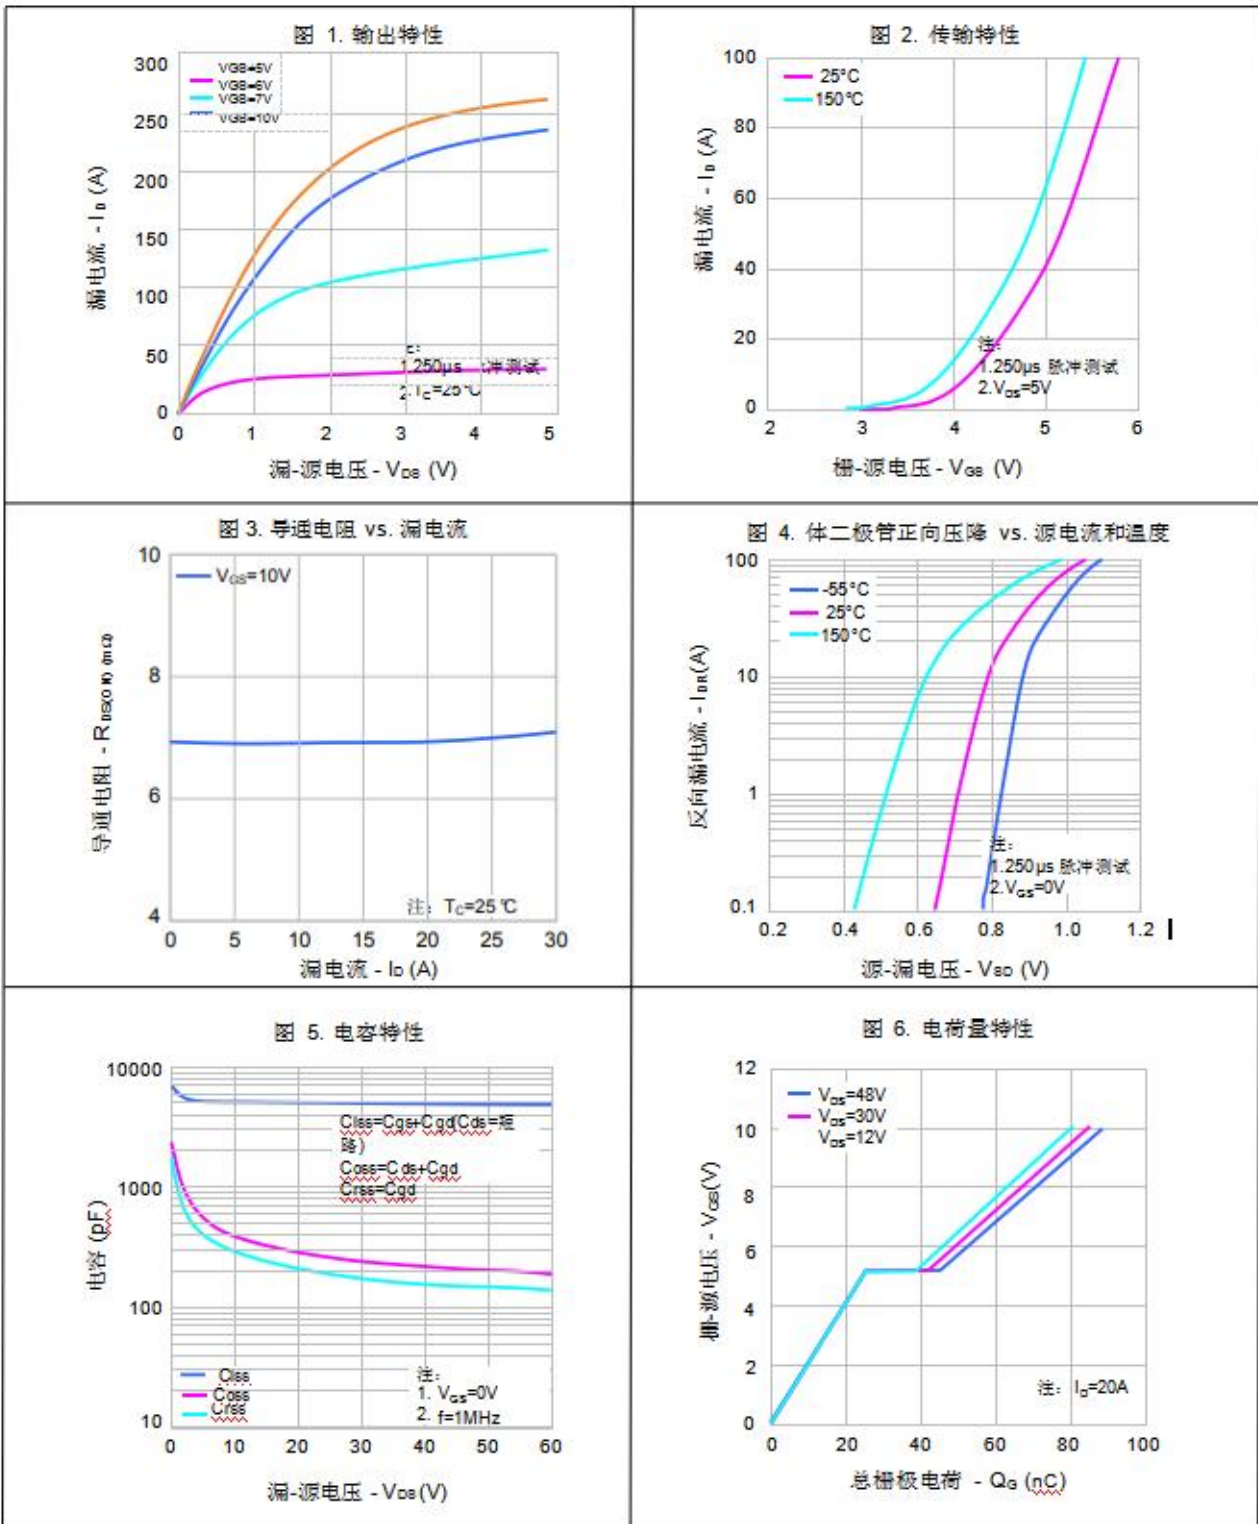 图 1. 输出特性
漏电流 - ID (A)
300
250
200
150
100
50
0
VGS=5V
VGS=6V
VGS=7V
VGS=10V
1.250μs 冲测试
2. TC=25℃
0 1 2 3 4 5
漏-源电压 - VDS (V)
图 2. 传输特性
漏电流 - ID (A)
100
80
60
40
20
0
25°C
150°C
注:
1.250μs 脉冲测试
2.VDS=5V
2 3 4 5 6
栅-源电压 - VGS (V)
图 3. 导通电阻 vs. 漏电流
导通电阻 - RDS(ON) (mΩ)
10
8
6
4
VGS=10V
注: TC=25℃
0 5 10 15 20 25 30
漏电流 - ID (A)
图 4. 体二极管正向压降 vs. 源电流和温度
反向漏电流 - IDR(A)
100
10
1
0.1
-55°C
25°C
150°C
注:
1.250μs 脉冲测试
2.VGS=0V
0.2 0.4 0.6 0.8 1.0 1.2
源-漏电压 - VSD (V)
图 5. 电容特性
电容 (pF)
10000
1000
100
10
Ciss=Cgs+Cgd(Cds=短
路)
Coss=Cds+Cgd
Crss=Cgd
Ciss
Coss
Crss
注:
1. VGS=0V
2. f=1MHz
0 10 20 30 40 50 60
漏-源电压 - VDS(V)
图 6. 电荷量特性
栅-源电压 - VGS(V)
12
10
8
6
4
2
0
VDS=48V
VDS=30V
VDS=12V
注: ID=20A
0 20 40 60 80 100
总栅极电荷 - QG (nC)